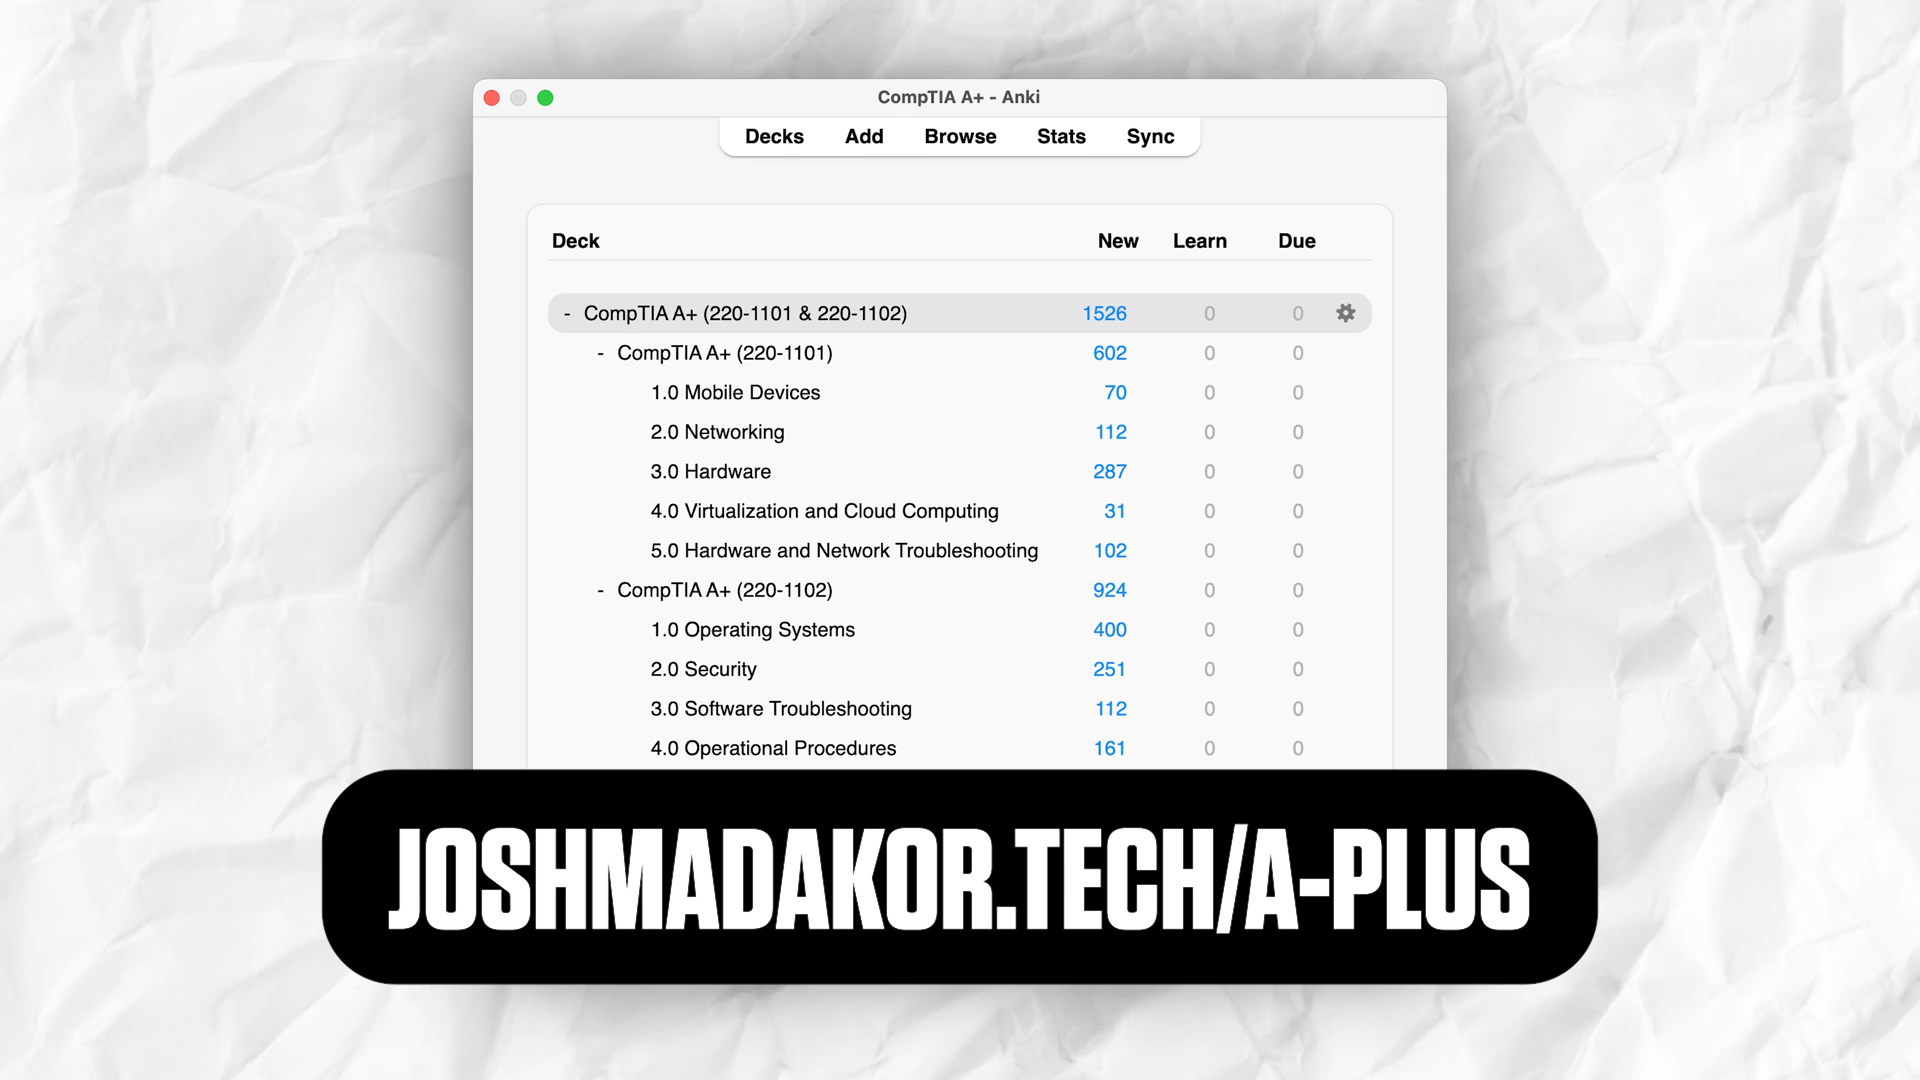 CompTIA A+ - Anki
Decks Add Browse Stats Sync
Deck New Learn Due
- CompTIA A+ (220-1101 & 220-1102) 1526 0 0
- CompTIA A+ (220-1101) 602 0 0
1.0 Mobile Devices 70 0 0
2.0 Networking 112 0 0
3.0 Hardware 287 0 0
4.0 Virtualization and Cloud Computing 31 0 0
5.0 Hardware and Network Troubleshooting 102 0 0
- CompTIA A+ (220-1102) 924 0 0
1.0 Operating Systems 400 0 0
2.0 Security 251 0 0
3.0 Software Troubleshooting 112 0 0
4.0 Operational Procedures 161 0 0
JOSHMADAKOR.TECH/A-PLUS